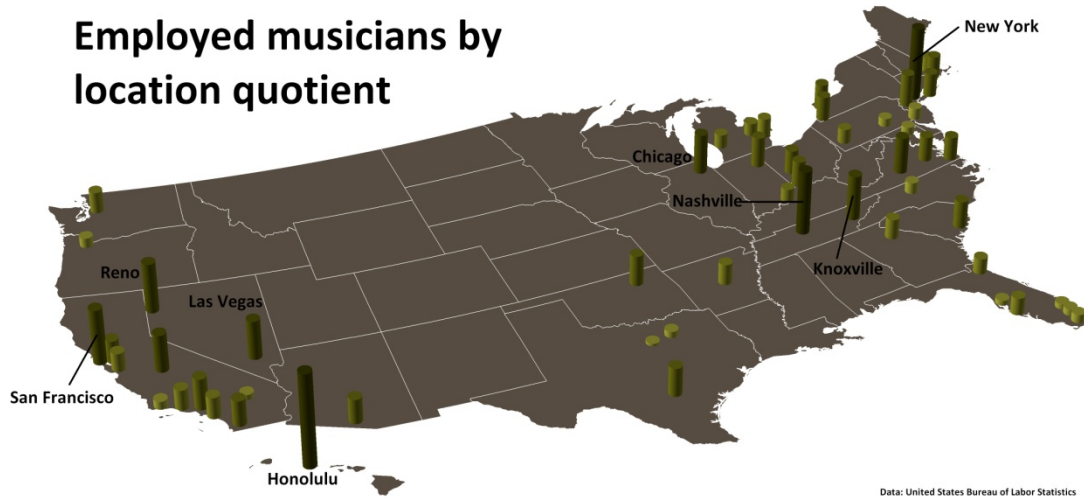 Employed musicians by
location quotient
New York
Chicago
Nashville
Knoxville
Reno
Las Vegas
San Francisco
Honolulu
Data: United States Bureau of Labor Statistics